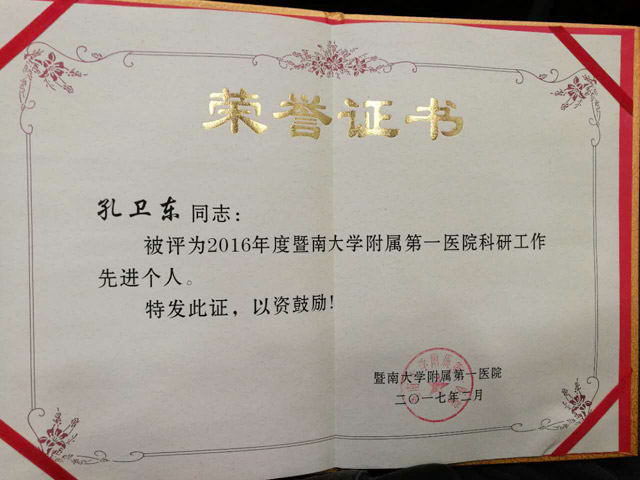 荣誉证书
孔卫东同志：
被评为2016年度暨南大学附属第一医院科研工作
先进个人。
特发此证，以资鼓励！
暨南大学附属第一医院
二〇一七年二月